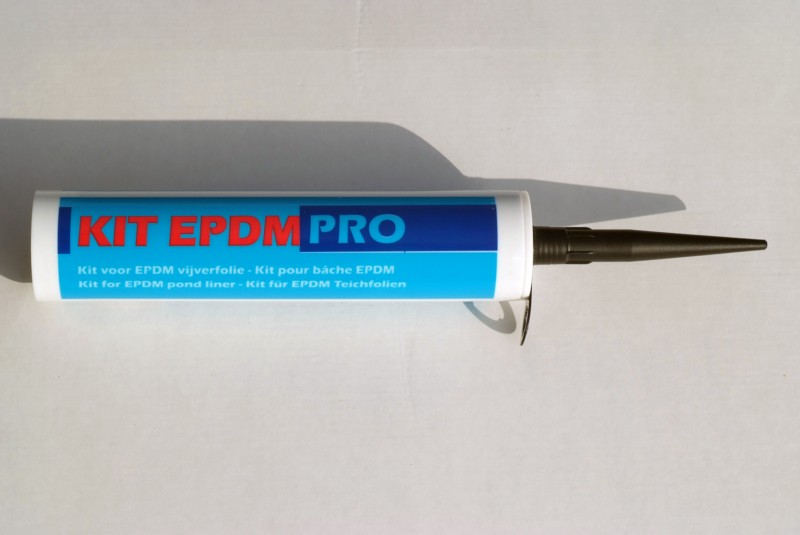 KIT EPDM PRO
Kit voor EPDM vijverfolie - Kit pour bâche EPDM
Kit for EPDM pond liner - Kit für EPDM Teichfolien